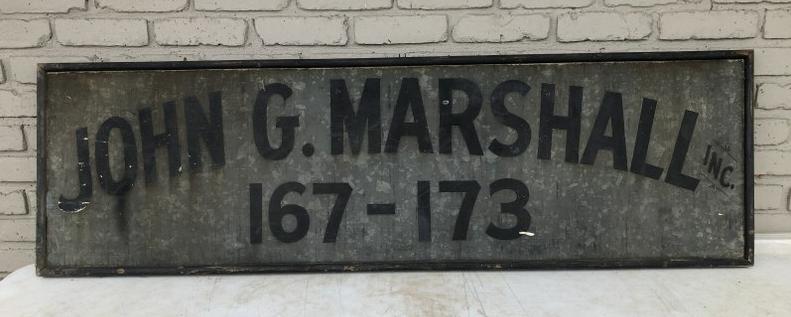 JOHN G. MARSHALL INC.
167-173